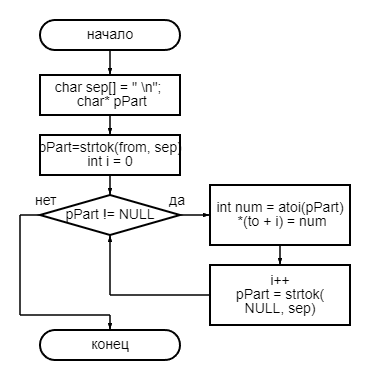 начало
char sep[] = " \n";
char* pPart
pPart=strtok(from, sep)
int i = 0
нет
да
pPart != NULL
int num = atoi(pPart)
*(to + i) = num
i++
pPart = strtok(
NULL, sep)
конец